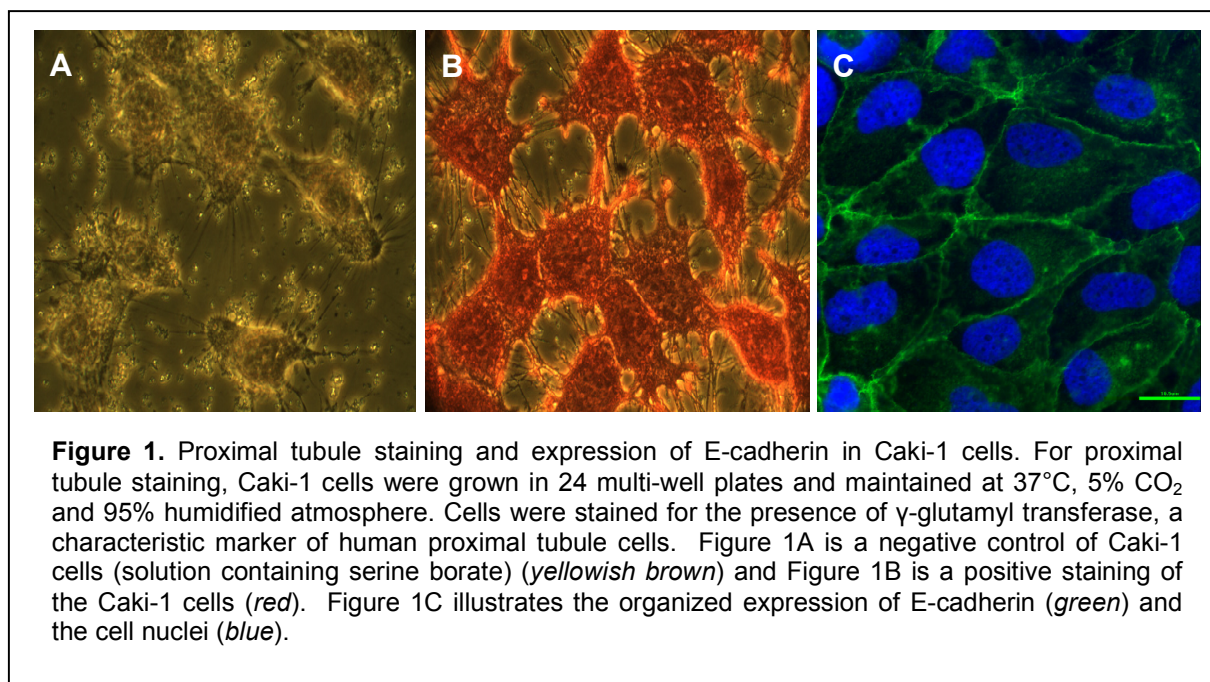 A
B
C
Figure 1. Proximal tubule staining and expression of E-cadherin in Caki-1 cells. For proximal
tubule staining, Caki-1 cells were grown in 24 multi-well plates and maintained at 37°C, 5% CO₂
and 95% humidified atmosphere. Cells were stained for the presence of γ-glutamyl transferase, a
characteristic marker of human proximal tubule cells. Figure 1A is a negative control of Caki-1
cells (solution containing serine borate) (yellowish brown) and Figure 1B is a positive staining of
the Caki-1 cells (red). Figure 1C illustrates the organized expression of E-cadherin (green) and
the cell nuclei (blue).